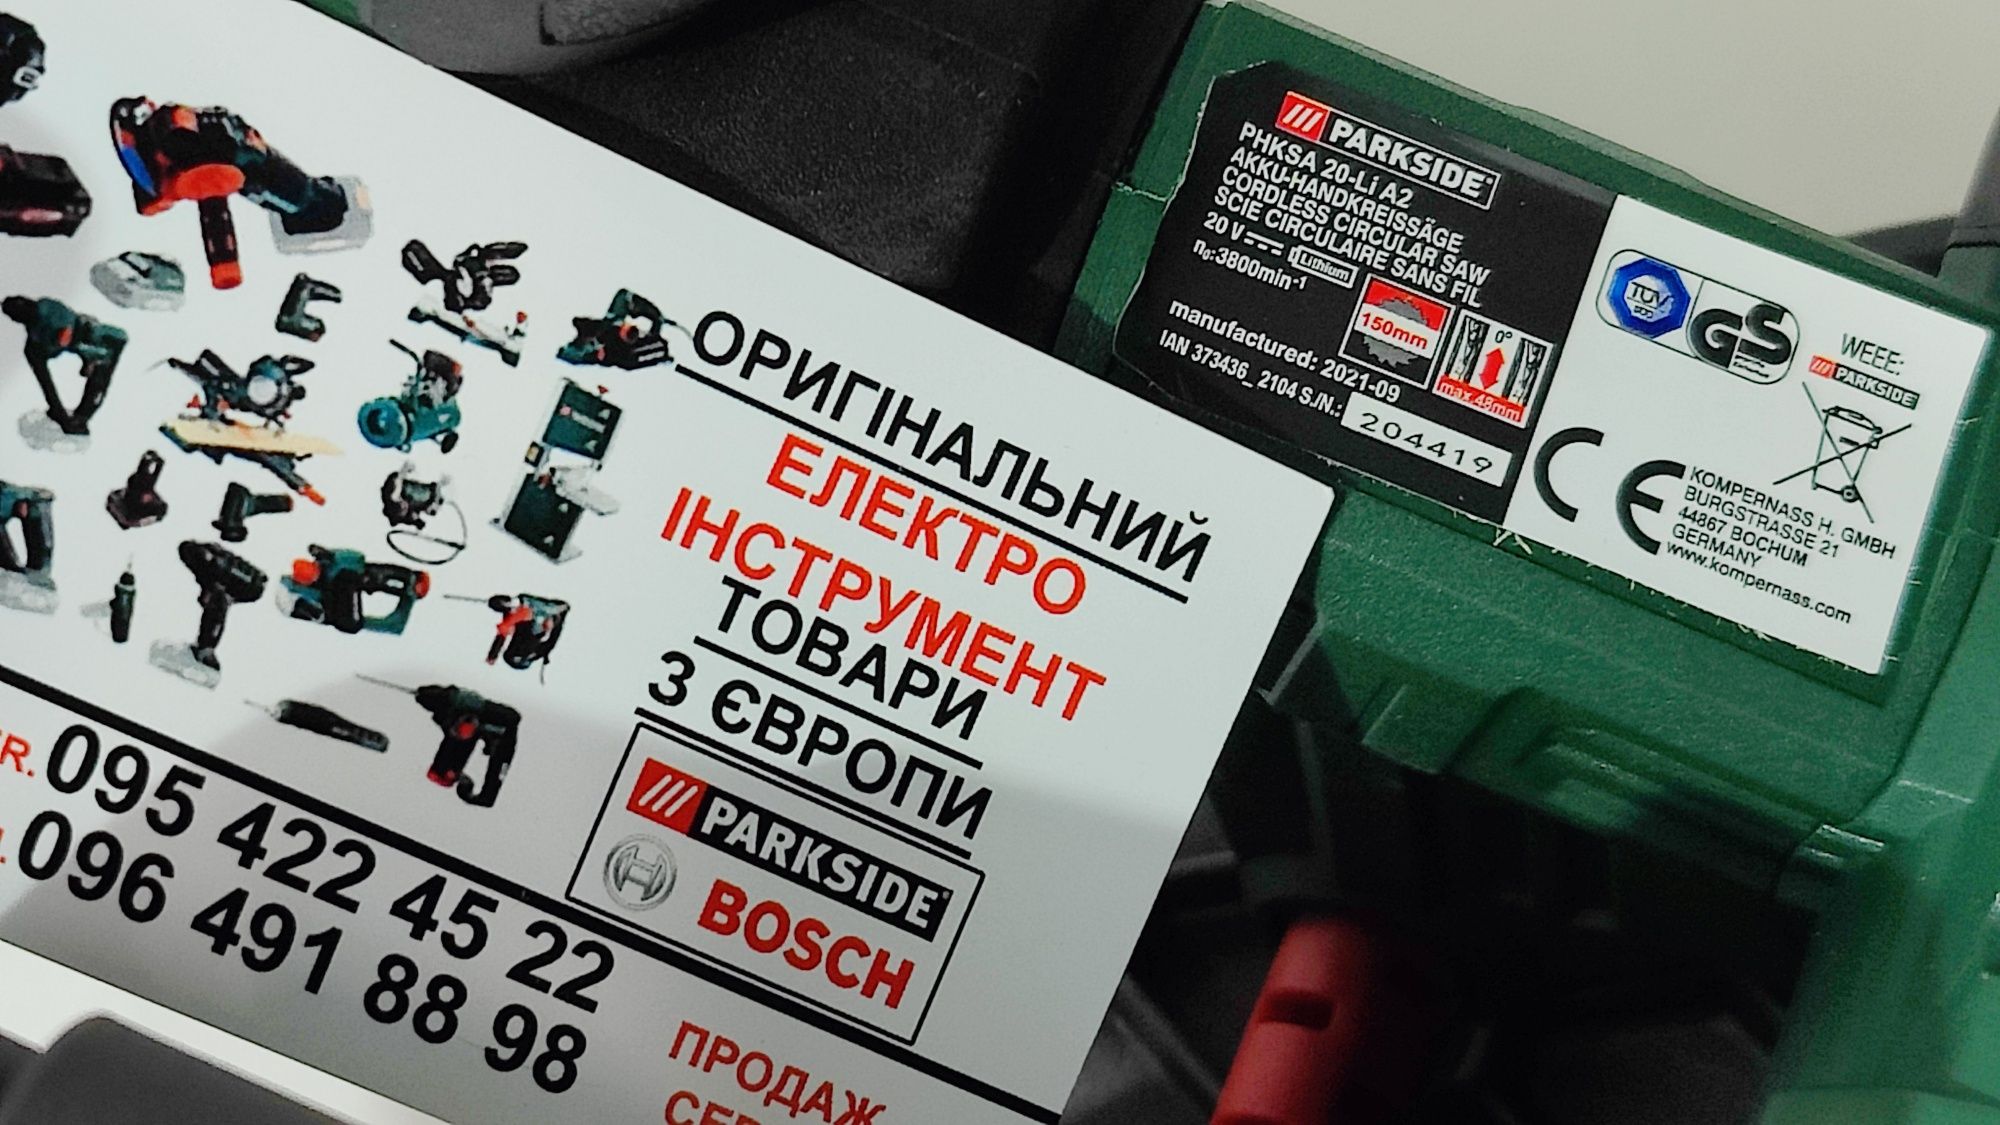 ОРИГІНАЛЬНИЙ
ЕЛЕКТРО
ІНСТРУМЕНТ
ТОВАРИ
З ЄВРОПИ
PARKSIDE
BOSCH
R. 095 422 45 22
096 491 88 98
ПРОДАЖ
PARKSIDE
PHKSA 20-Li A2
AKKU-HANDKREISSÄGE
CORDLESS CIRCULAR SAW
SCIE CIRCULAIRE SANS FIL
20 V Lithium
n₀:3800min⁻¹
150mm
0°
max 48mm
manufactured: 2021-09
IAN 373436_ 2104 S./N.: 204419
TÜV
GS
WEEE:
PARKSIDE
CE
KOMPERNASS H. GMBH
BURGSTRASSE 21
44867 BOCHUM
GERMANY
www.kompernass.com